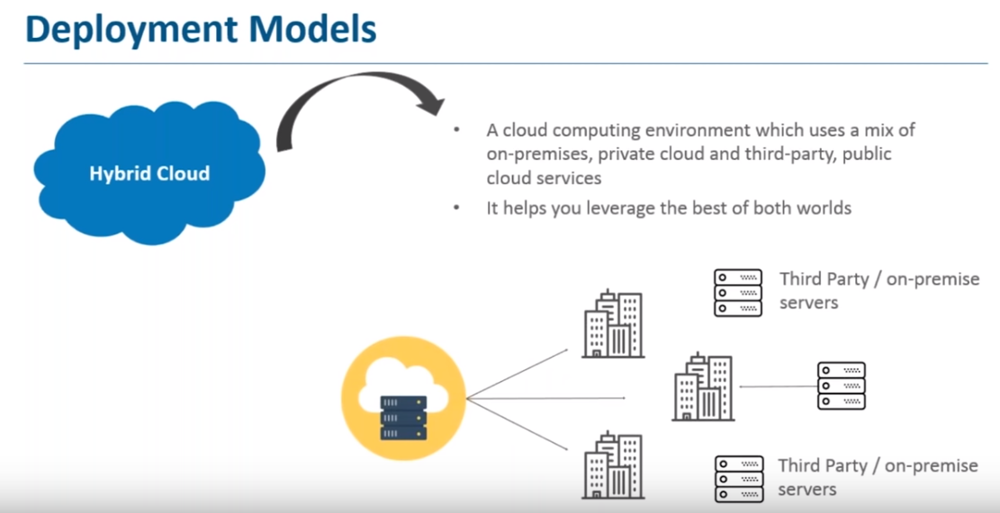 Deployment Models
Hybrid Cloud
• A cloud computing environment which uses a mix of
on-premises, private cloud and third-party, public
cloud services
• It helps you leverage the best of both worlds
Third Party / on-premise
servers
Third Party / on-premise
servers